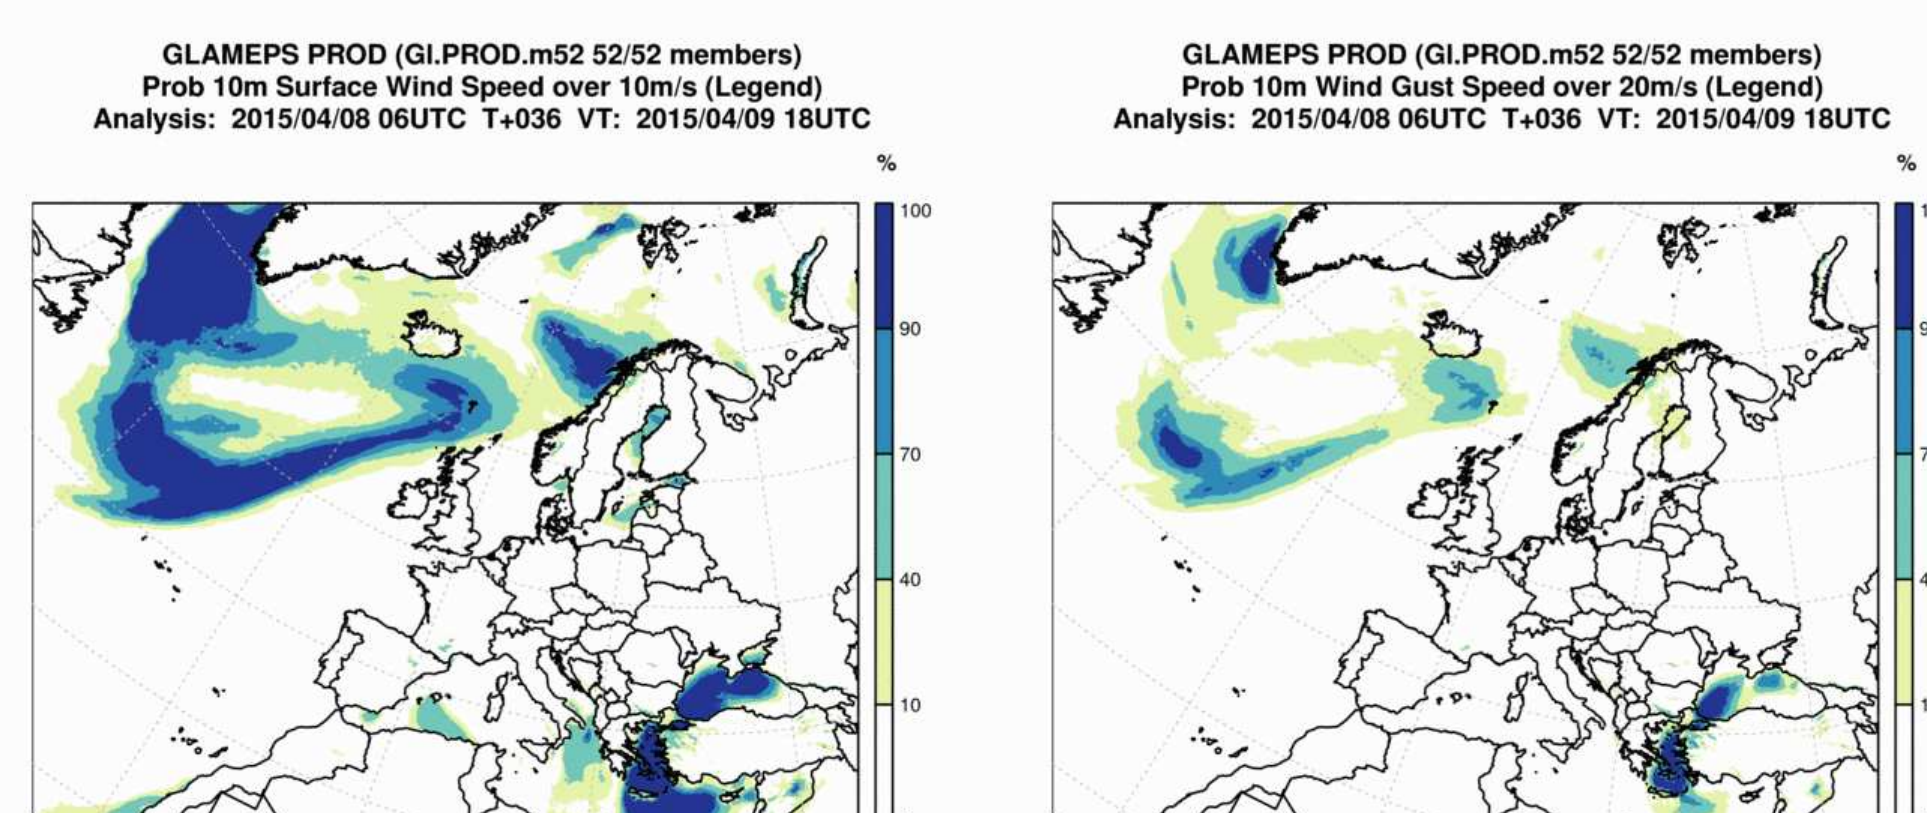 GLAMEPS PROD (GI.PROD.m52 52/52 members)
Prob 10m Surface Wind Speed over 10m/s (Legend)
Analysis: 2015/04/08 06UTC T+036 VT: 2015/04/09 18UTC
%
100
90
70
40
10
GLAMEPS PROD (GI.PROD.m52 52/52 members)
Prob 10m Wind Gust Speed over 20m/s (Legend)
Analysis: 2015/04/08 06UTC T+036 VT: 2015/04/09 18UTC
%